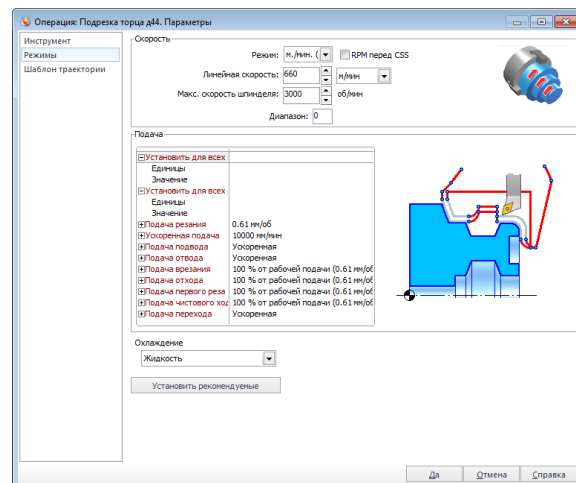 Операция: Подрезка торца д44. Параметры
Инструмент
Режимы
Шаблон траектории
Скорость
Режим: м./мин. ( RPM перед CSS
Линейная скорость: 660 м/мин
Макс. скорость шпинделя: 3000 об/мин
Диапазон: 0
Подача
Установить для всех
Единицы
Значение
Установить для всех
Единицы
Значение
Подача резания 0.61 мм/об
Ускоренная подача 10000 мм/мин
Подача подвода Ускоренная
Подача отвода Ускоренная
Подача врезания 100 % от рабочей подачи (0.61 мм/об
Подача отхода 100 % от рабочей подачи (0.61 мм/об
Подача первого реза 100 % от рабочей подачи (0.61 мм/об
Подача чистового ход 100 % от рабочей подачи (0.61 мм/об
Подача перехода Ускоренная
Охлаждение
Жидкость
Установить рекомендуемые
Да Отмена Справка